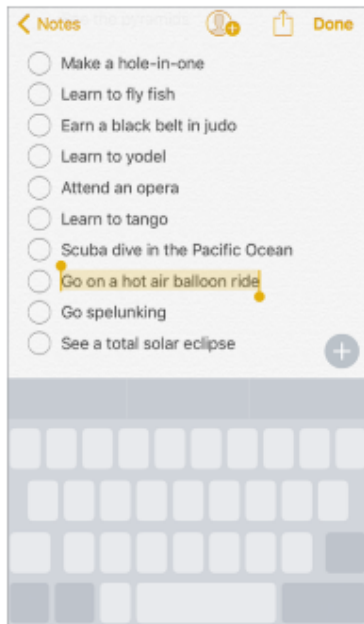 Notes
Done
Make a hole-in-one
Learn to fly fish
Earn a black belt in judo
Learn to yodel
Attend an opera
Learn to tango
Scuba dive in the Pacific Ocean
Go on a hot air balloon ride
Go spelunking
See a total solar eclipse